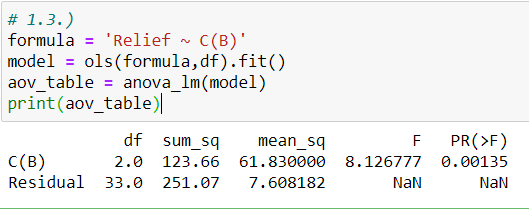 # 1.3.)
formula = 'Relief ~ C(B)'
model = ols(formula,df).fit()
aov_table = anova_lm(model)
print(aov_table)
df sum_sq mean_sq F PR(>F)
C(B) 2.0 123.66 61.830000 8.126777 0.00135
Residual 33.0 251.07 7.608182 NaN NaN